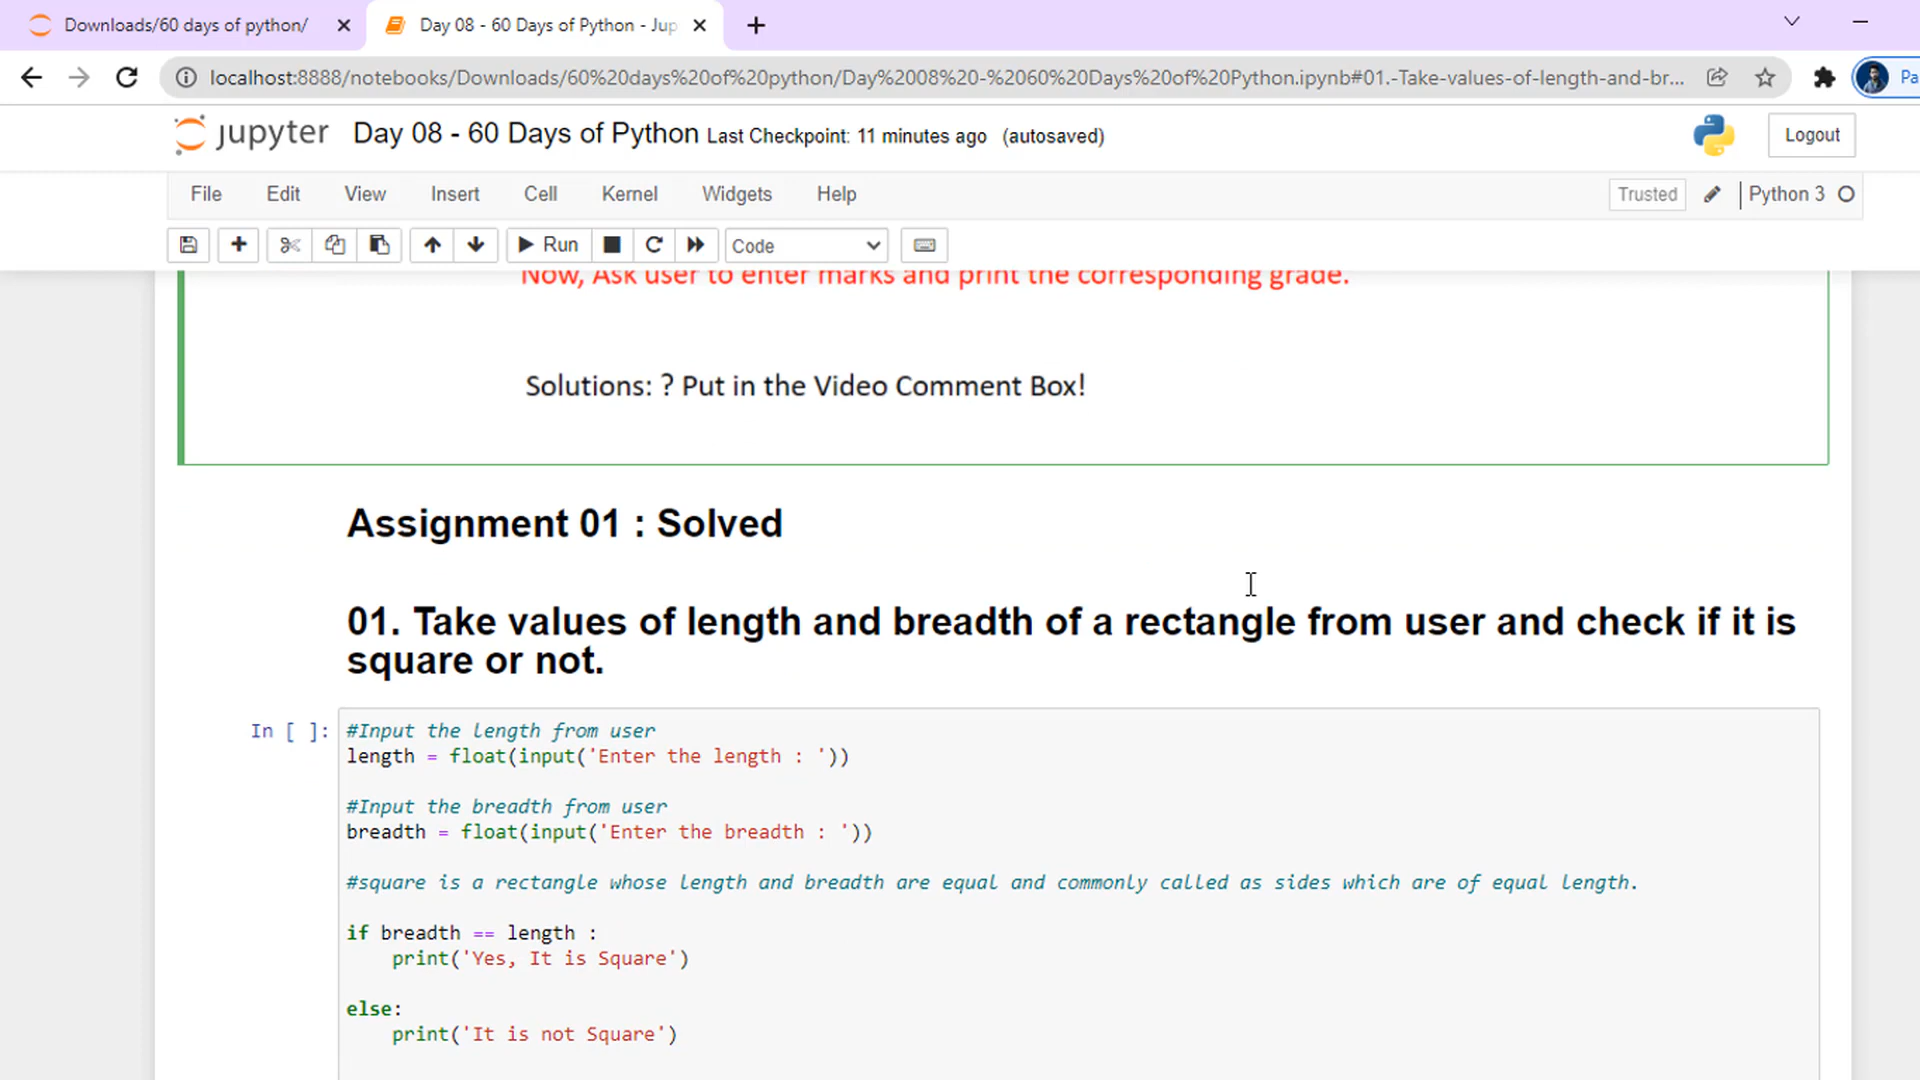 Downloads/60 days of python/
Day 08 - 60 Days of Python - Jup
localhost:8888/notebooks/Downloads/60%20days%20of%20python/Day%2008%20-%2060%20Days%20of%20Python.ipynb#01.-Take-values-of-length-and-br...
Pa
jupyter Day 08 - 60 Days of Python Last Checkpoint: 11 minutes ago (autosaved)
Logout
File Edit View Insert Cell Kernel Widgets Help
Trusted Python 3
Run Code
Now, Ask user to enter marks and print the corresponding grade.
Solutions: ? Put in the Video Comment Box!
Assignment 01 : Solved
01. Take values of length and breadth of a rectangle from user and check if it is
square or not.
In [ ]:
#Input the length from user
length = float(input('Enter the length : '))
#Input the breadth from user
breadth = float(input('Enter the breadth : '))
#square is a rectangle whose length and breadth are equal and commonly called as sides which are of equal length.
if breadth == length :
print('Yes, It is Square')
else:
print('It is not Square')